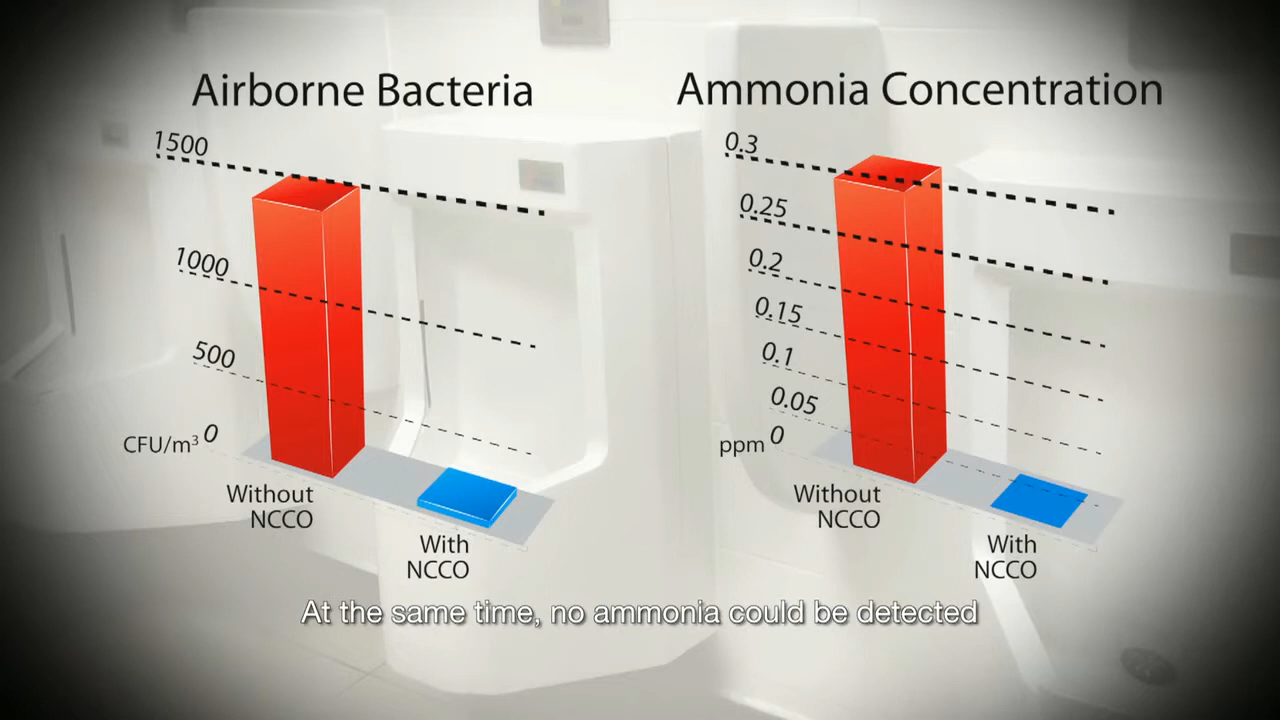 Airborne Bacteria
1500
1000
500
CFU/m³ 0
Without
NCCO
With
NCCO
Ammonia Concentration
0.3
0.25
0.2
0.15
0.1
0.05
ppm 0
Without
NCCO
With
NCCO
At the same time, no ammonia could be detected